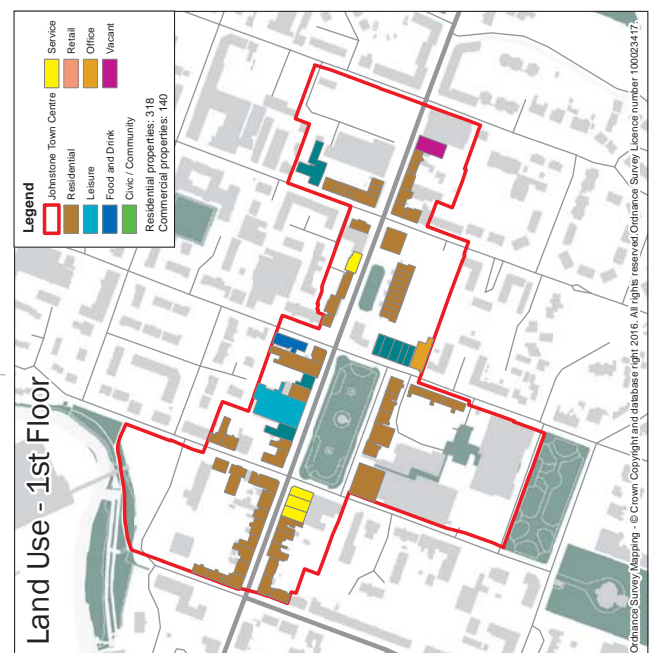 Land Use - 1st Floor
Legend
Johnstone Town Centre
Residential
Leisure
Food and Drink
Civic / Community
Service
Retail
Office
Vacant
Residential properties: 318
Commercial properties: 140
Ordnance Survey Mapping - © Crown Copyright and database right 2016. All rights reserved.Ordnance Survey Licence number 100023417.